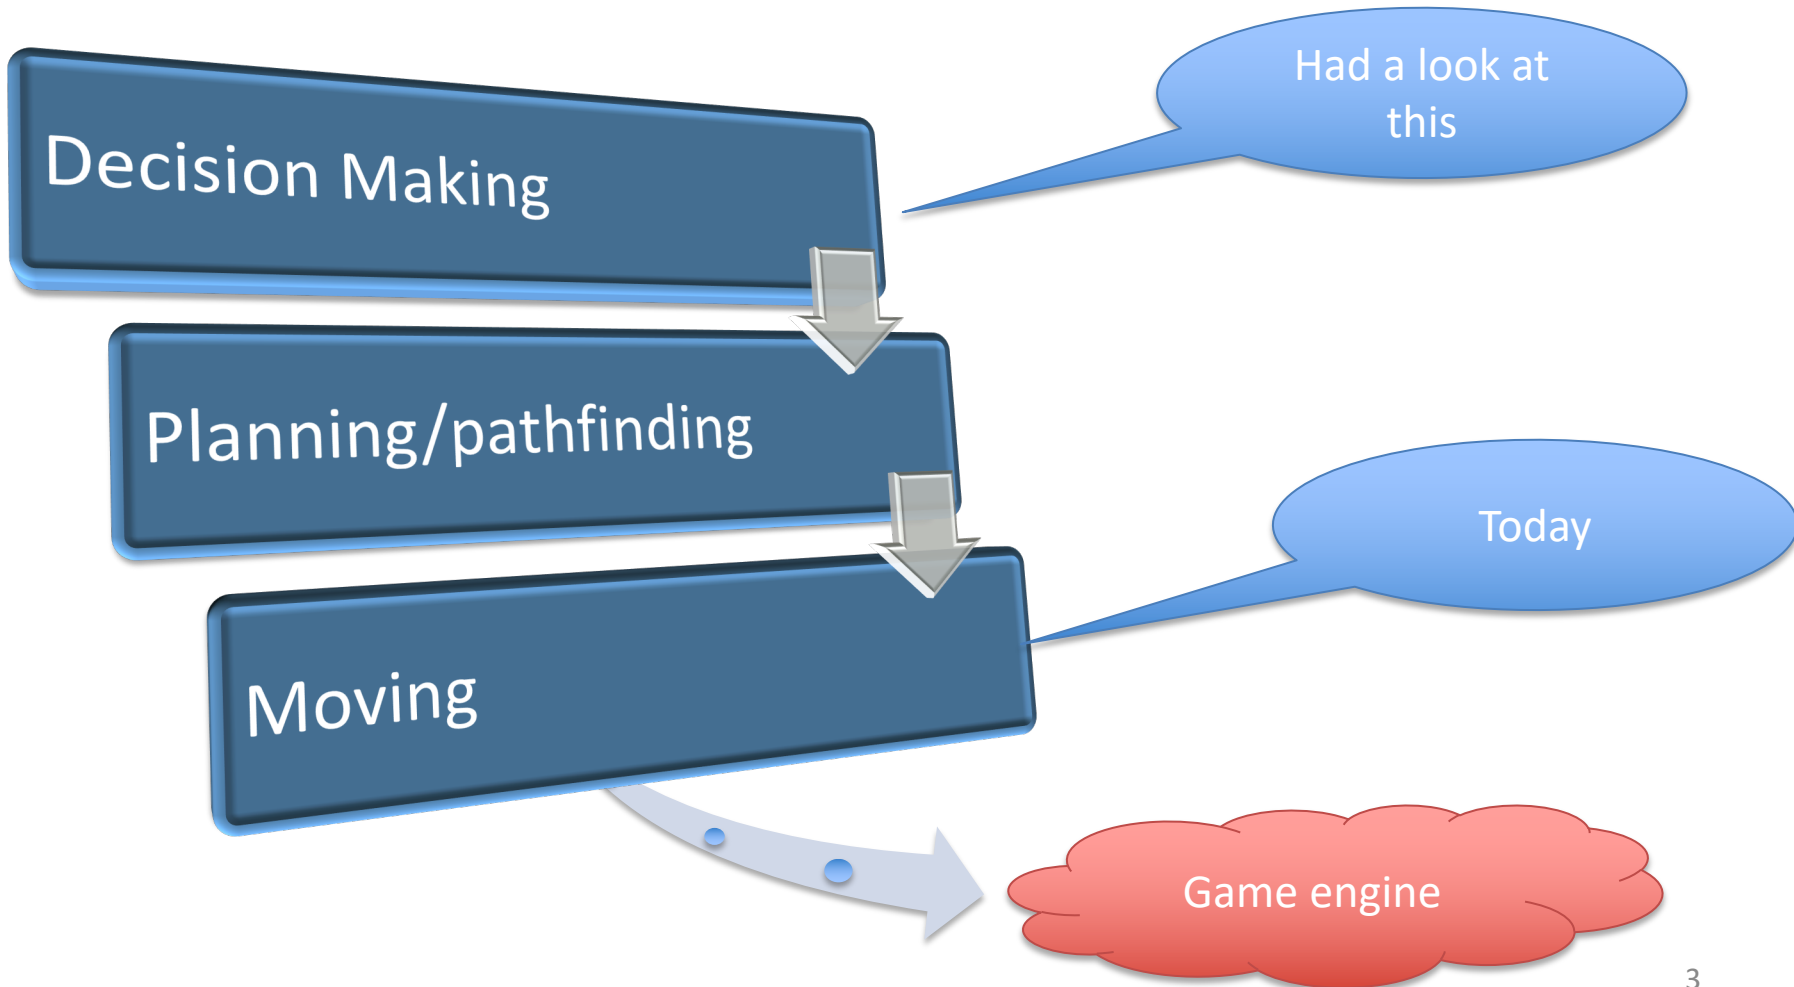 Had a look at
this
Decision Making
Planning/pathfinding
Today
Moving
Game engine
3